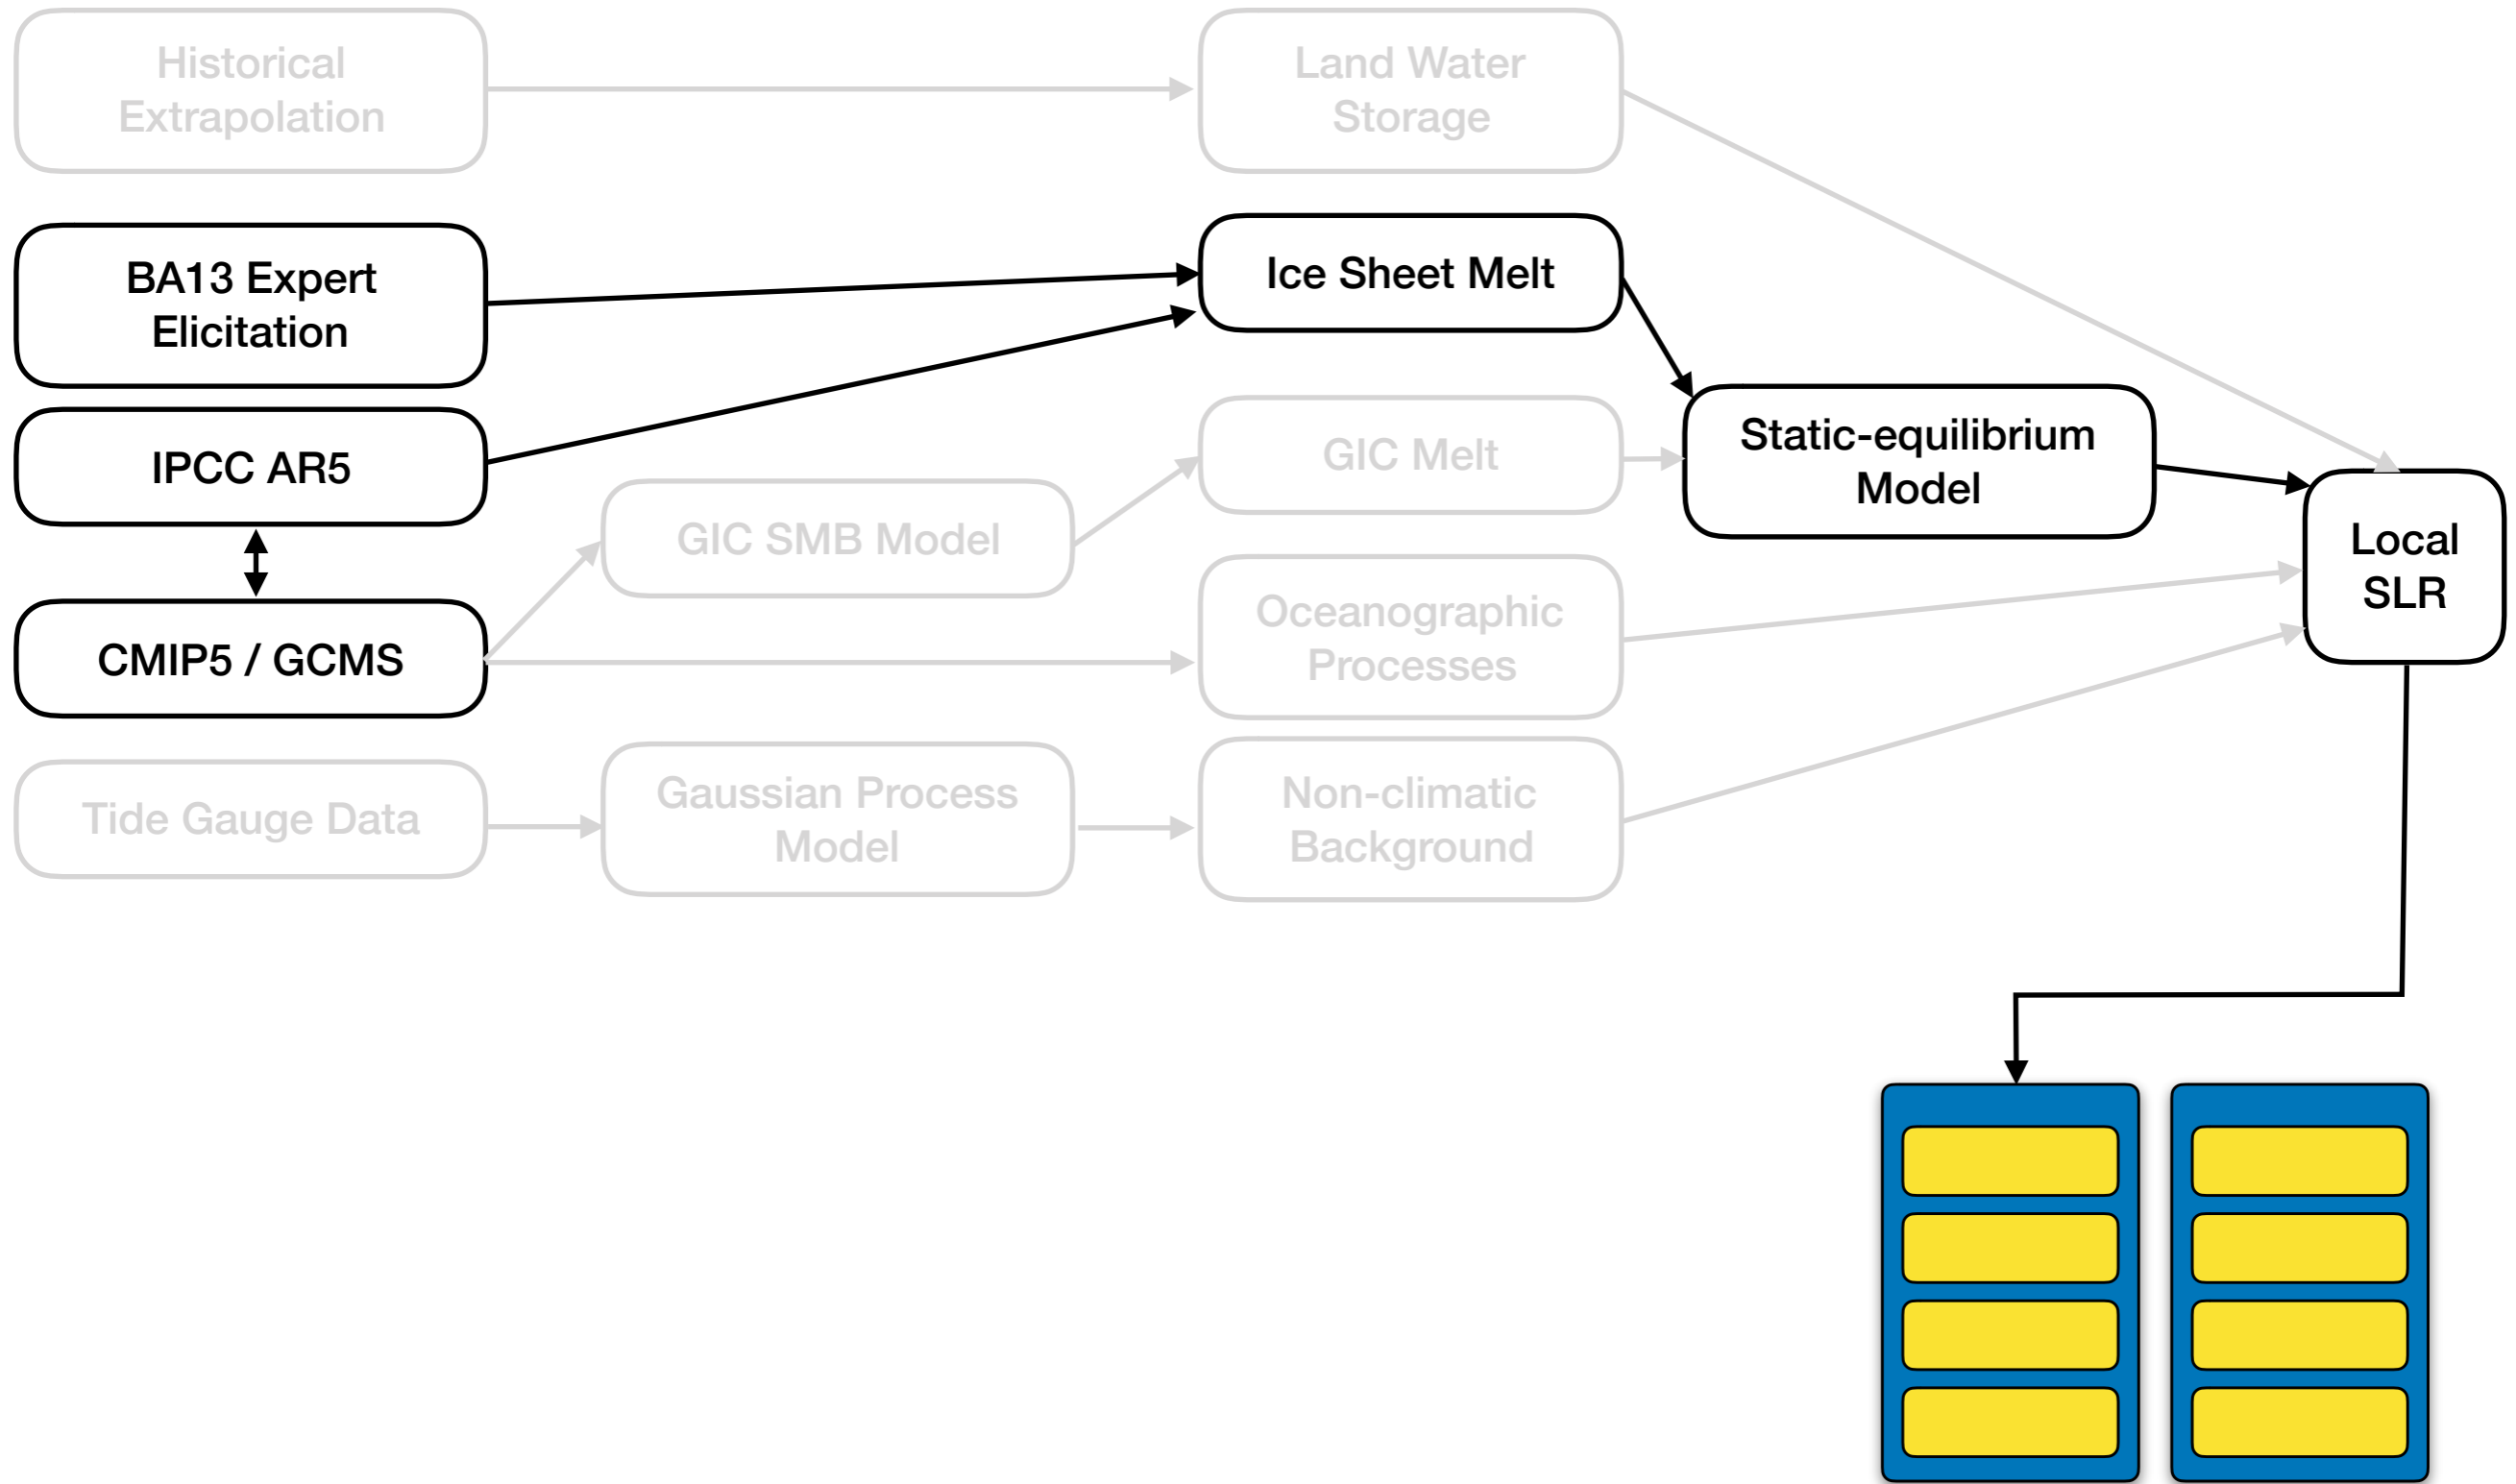 Historical
Extrapolation
Land Water
Storage
BA13 Expert
Elicitation
Ice Sheet Melt
IPCC AR5
GIC Melt
Static-equilibrium
Model
GIC SMB Model
Local
SLR
CMIP5 / GCMS
Oceanographic
Processes
Tide Gauge Data
Gaussian Process
Model
Non-climatic
Background